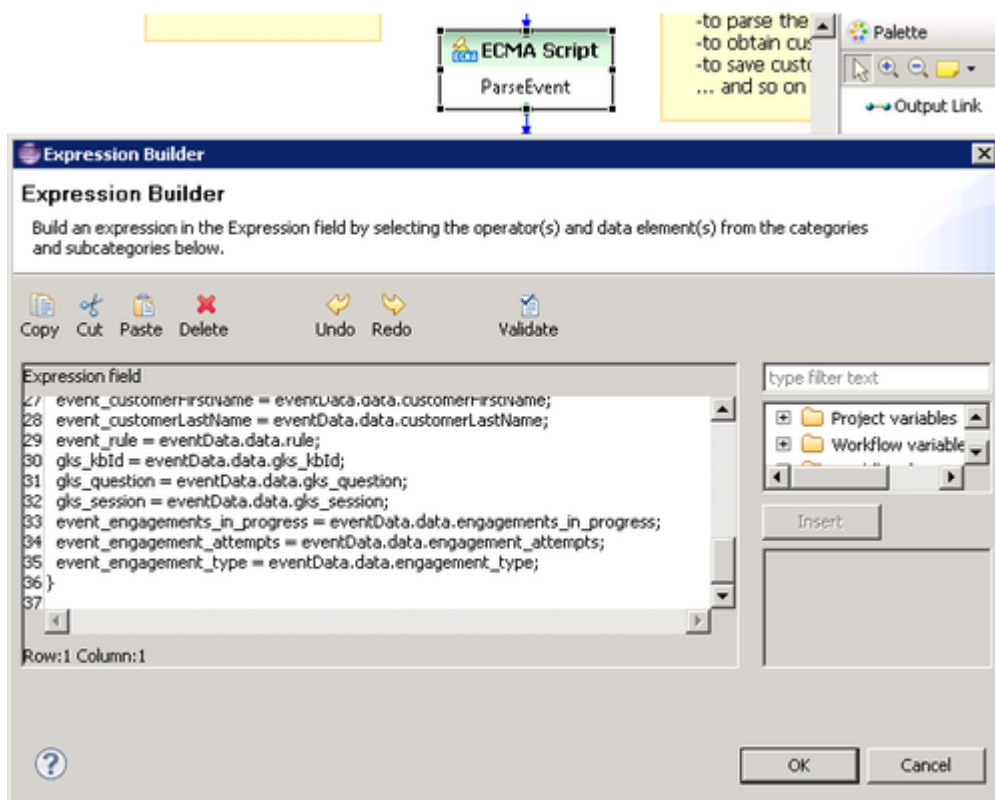 -to parse the
-to obtain cus
-to save custo
... and so on
Palette
ECMA Script
ParseEvent
Output Link
Expression Builder
Expression Builder
Build an expression in the Expression field by selecting the operator(s) and data element(s) from the categories
and subcategories below.
Copy Cut Paste Delete Undo Redo Validate
Expression field
27 event_customerFirstName = eventData.data.customerFirstName;
28 event_customerLastName = eventData.data.customerLastName;
29 event_rule = eventData.data.rule;
30 gks_kbId = eventData.data.gks_kbId;
31 gks_question = eventData.data.gks_question;
32 gks_session = eventData.data.gks_session;
33 event_engagements_in_progress = eventData.data.engagements_in_progress;
34 event_engagement_attempts = eventData.data.engagement_attempts;
35 event_engagement_type = eventData.data.engagement_type;
36 }
37
Row:1 Column:1
type filter text
Project variables
Workflow variable
Insert
OK Cancel